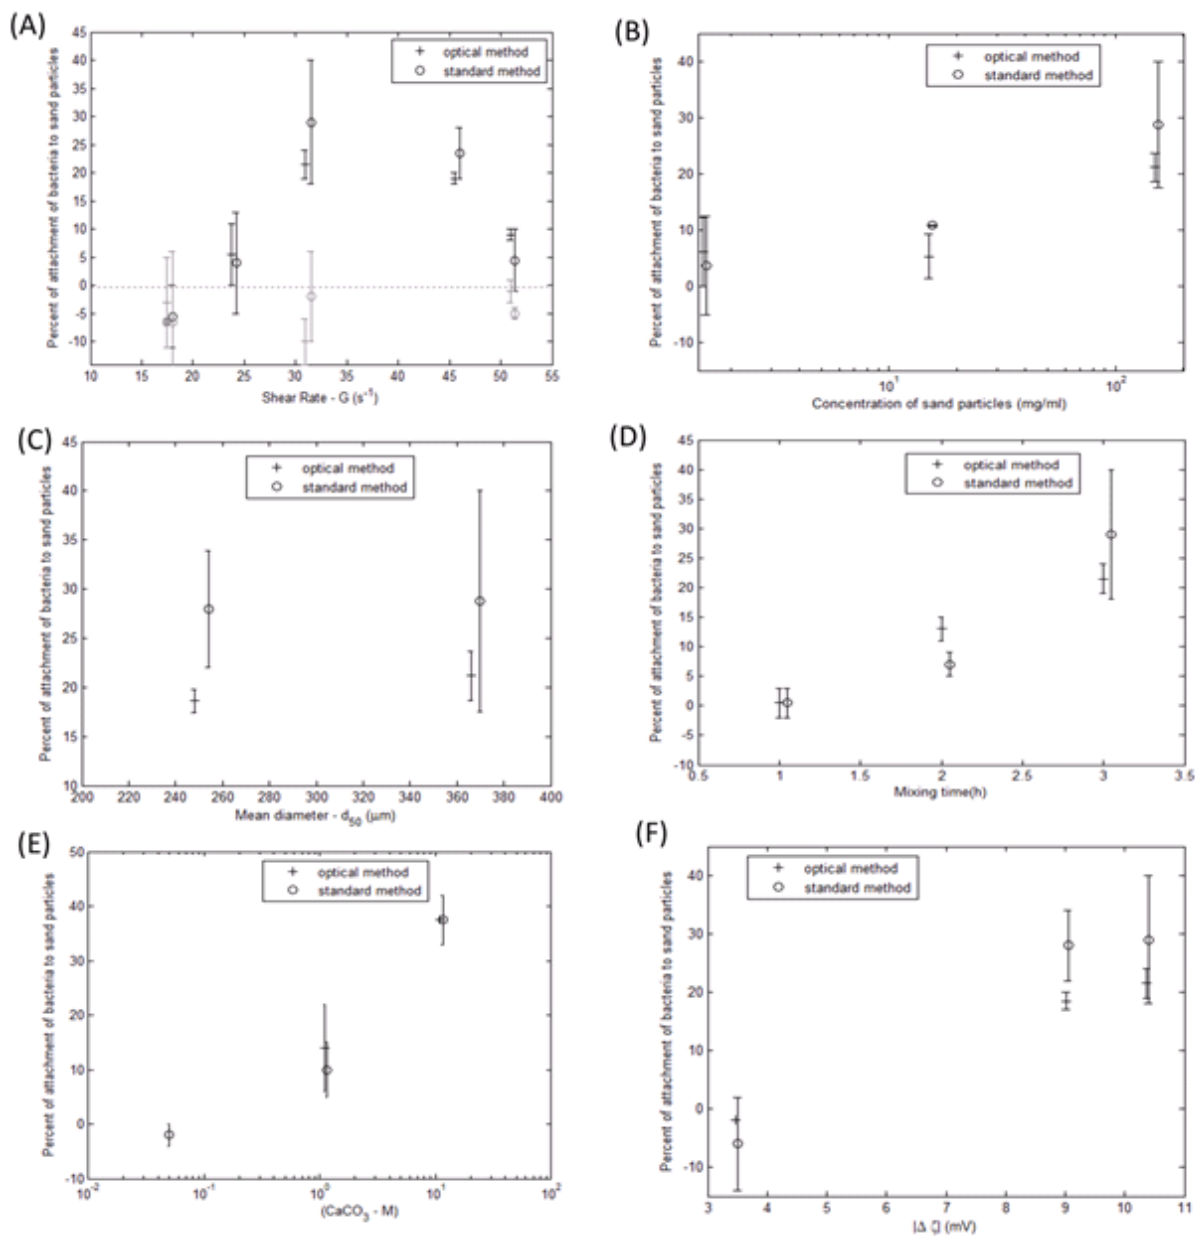 (A)
Percent of attachment of bacteria to sand particles
45
40
35
30
25
20
15
10
5
0
-5
-10
optical method
standard method
10 15 20 25 30 35 40 45 50 55
Shear Rate - G (s⁻¹)
(B)
Percent of attachment of bacteria to sand particles
40
30
20
10
0
-10
optical method
standard method
10¹ 10²
Concentration of sand particles (mg/ml)
(C)
Percent of attachment of bacteria to sand particles
45
40
35
30
25
20
15
10
optical method
standard method
200 220 240 260 280 300 320 340 360 380 400
Mean diameter - d₅₀ (µm)
(D)
Percent of attachment of bacteria to sand particles
45
40
35
30
25
20
15
10
5
0
-5
-10
optical method
standard method
0.5 1 1.5 2 2.5 3 3.5
Mixing time(h)
(E)
Percent of attachment of bacteria to sand particles
50
40
30
20
10
0
-10
optical method
standard method
10⁻² 10⁻¹ 10⁰ 10¹ 10²
(CaCO₃ - M)
(F)
Percent of attachment of bacteria to sand particles
40
30
20
10
0
-10
optical method
standard method
3 4 5 6 7 8 9 10 11
(mV)